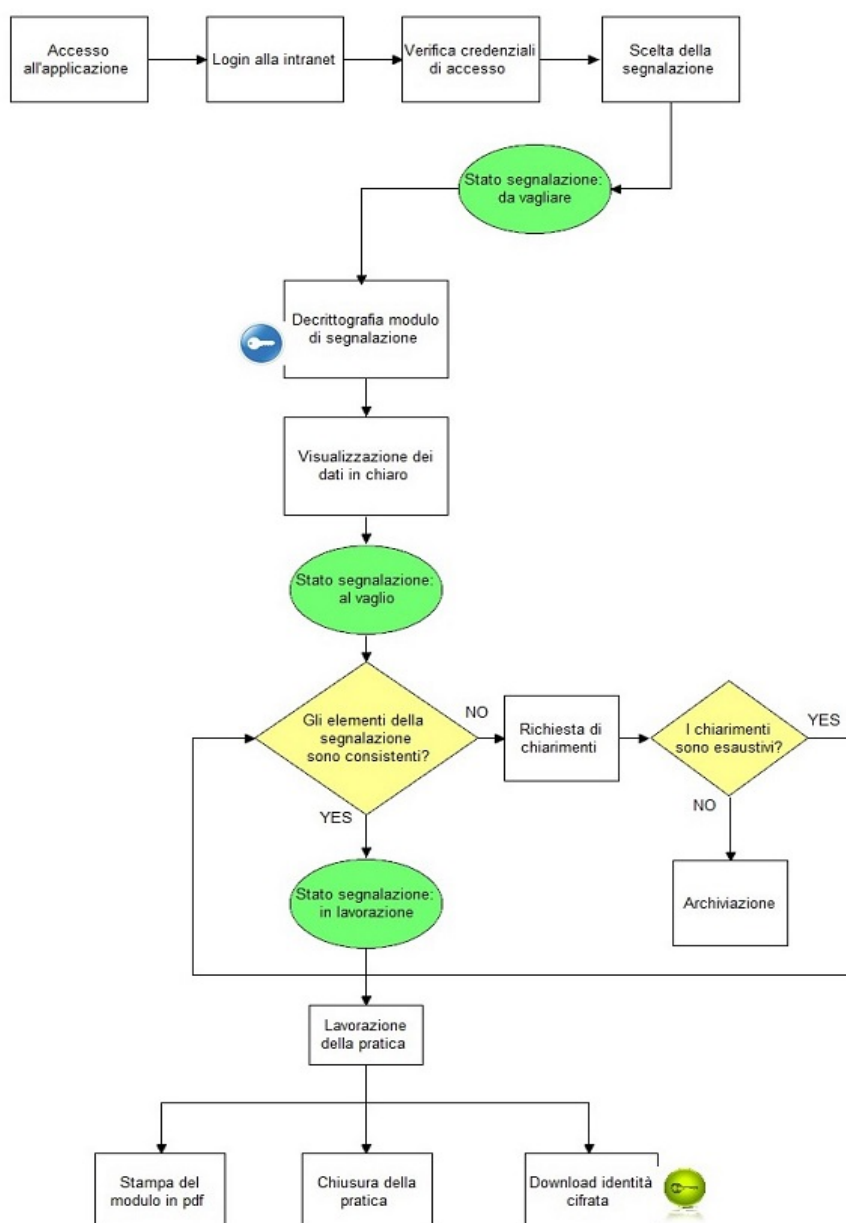 Accesso
all'applicazione
Login alla intranet
Verifica credenziali
di accesso
Scelta della
segnalazione
Stato segnalazione:
da vagliare
Decrittografia modulo
di segnalazione
Visualizzazione dei
dati in chiaro
Stato segnalazione:
al vaglio
Gli elementi della
segnalazione
sono consistenti?
NO
Richiesta di
chiarimenti
I chiarimenti
sono esaustivi?
YES
NO
Archiviazione
YES
Stato segnalazione:
in lavorazione
Lavorazione
della pratica
Stampa del
modulo in pdf
Chiusura della
pratica
Download identità
cifrata